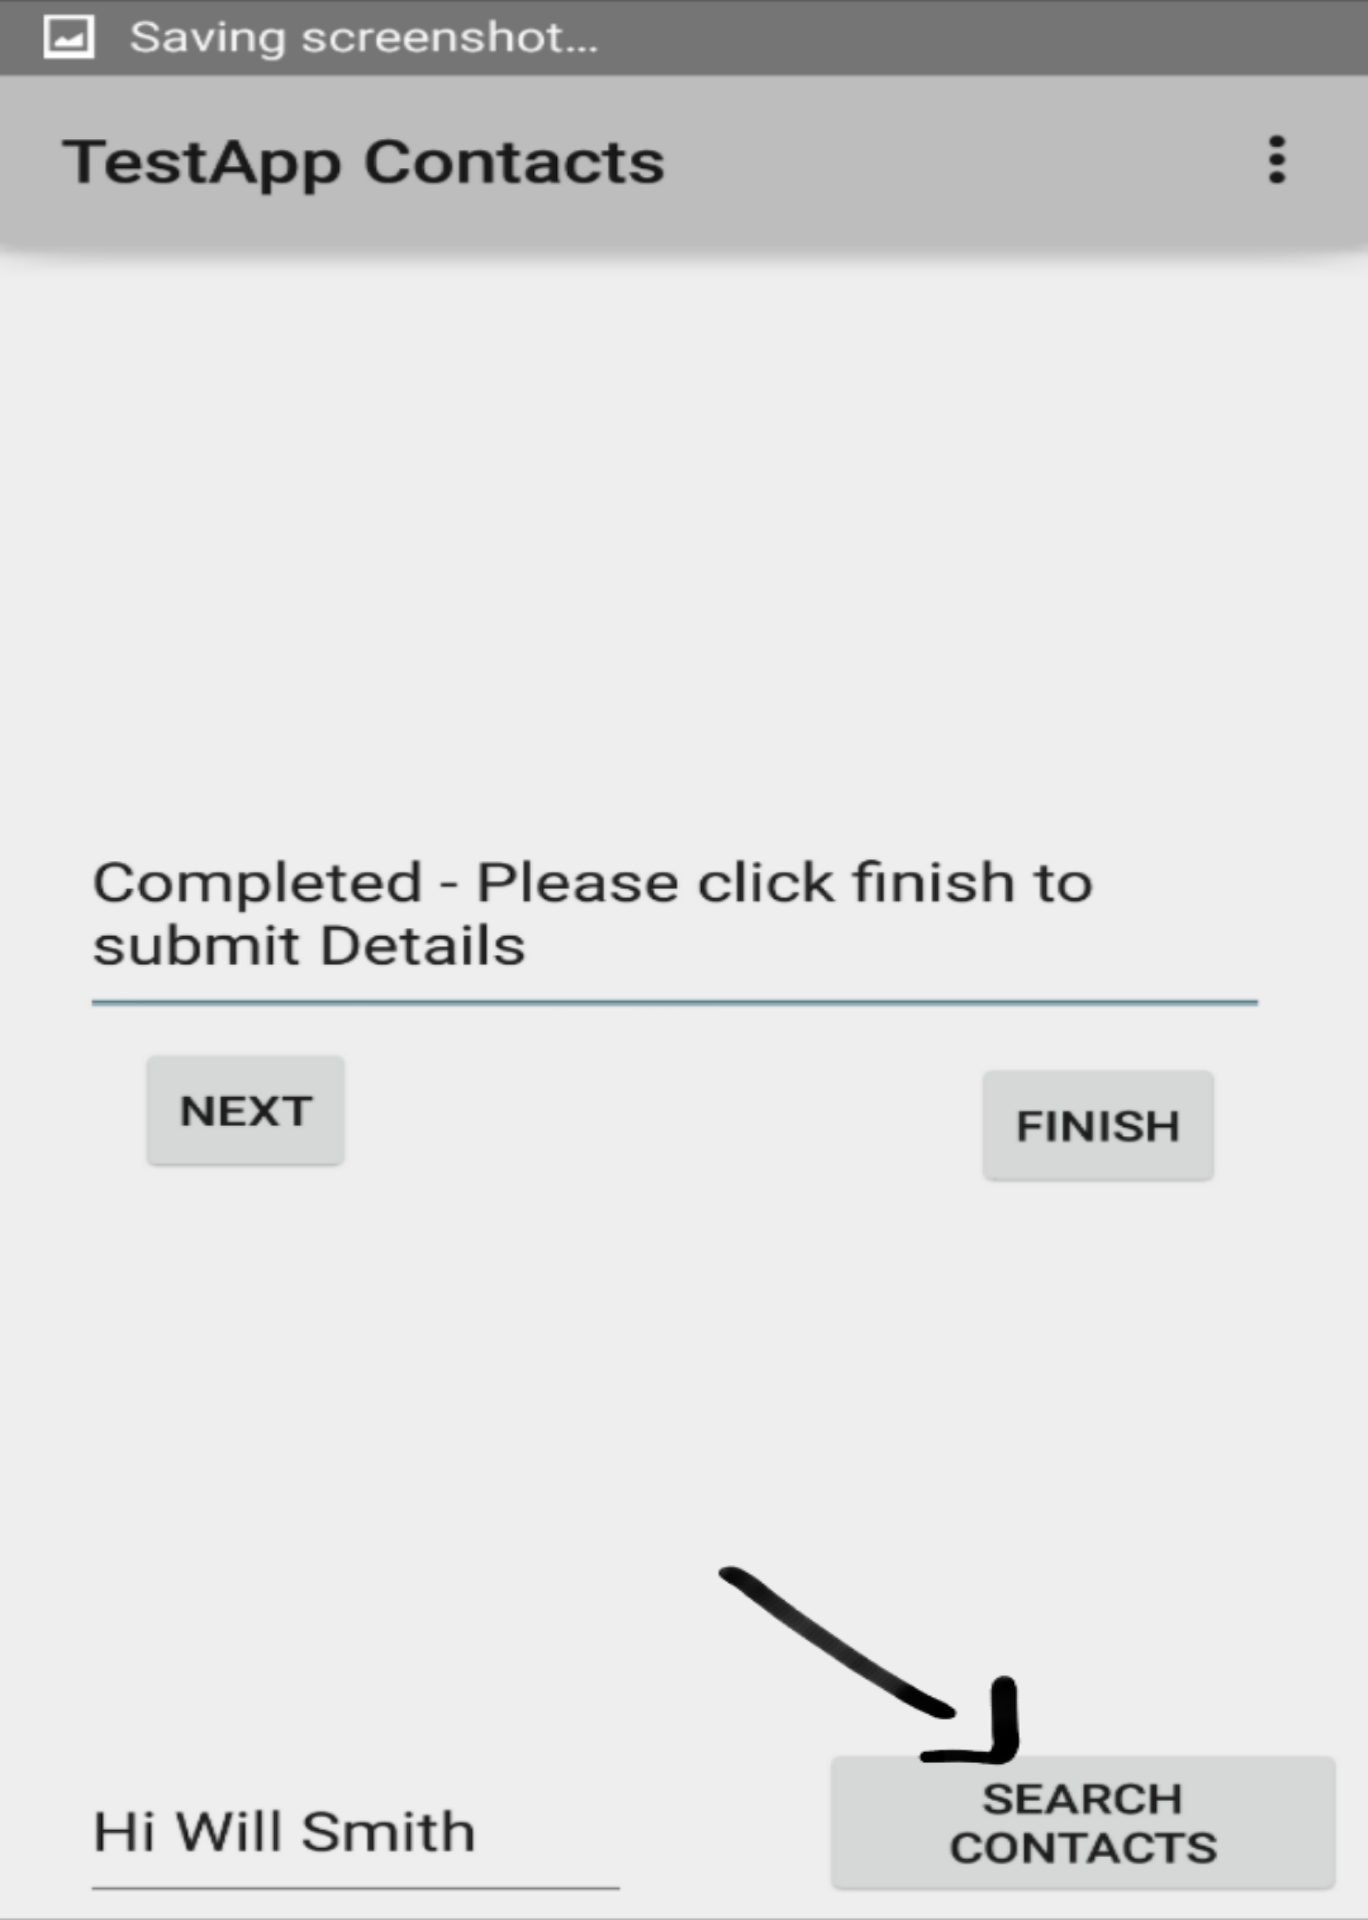 Saving screenshot...
TestApp Contacts
Completed - Please click finish to
submit Details
NEXT
FINISH
Hi Will Smith
SEARCH
CONTACTS